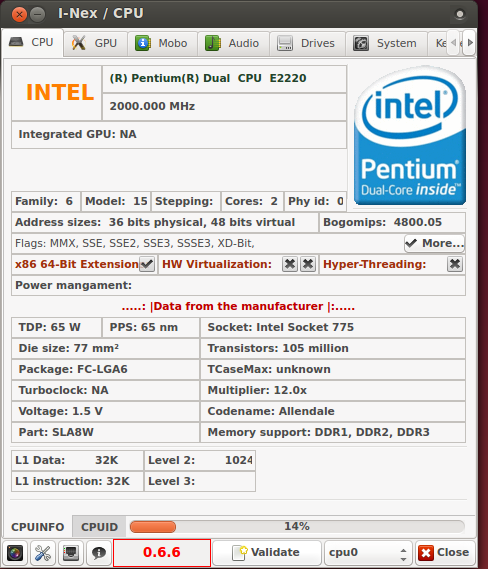 I-Nex / CPU
CPU GPU Mobo Audio Drives System Ke
INTEL
(R) Pentium(R) Dual CPU E2220
2000.000 MHz
Integrated GPU: NA
intel
Pentium
Dual-Core inside™
Family: 6 Model: 15 Stepping: Cores: 2 Phy id: 0
Address sizes: 36 bits physical, 48 bits virtual Bogomips: 4800.05
Flags: MMX, SSE, SSE2, SSE3, SSSE3, XD-Bit, More...
x86 64-Bit Extension HW Virtualization: Hyper-Threading:
Power mangament:
.....: |Data from the manufacturer |:.....
TDP: 65 W PPS: 65 nm Socket: Intel Socket 775
Die size: 77 mm² Transistors: 105 million
Package: FC-LGA6 TCaseMax: unknown
Turboclock: NA Multiplier: 12.0x
Voltage: 1.5 V Codename: Allendale
Part: SLA8W Memory support: DDR1, DDR2, DDR3
L1 Data: 32K Level 2: 1024
L1 instruction: 32K Level 3:
CPUINFO CPUID 14%
0.6.6 Validate cpu0 Close